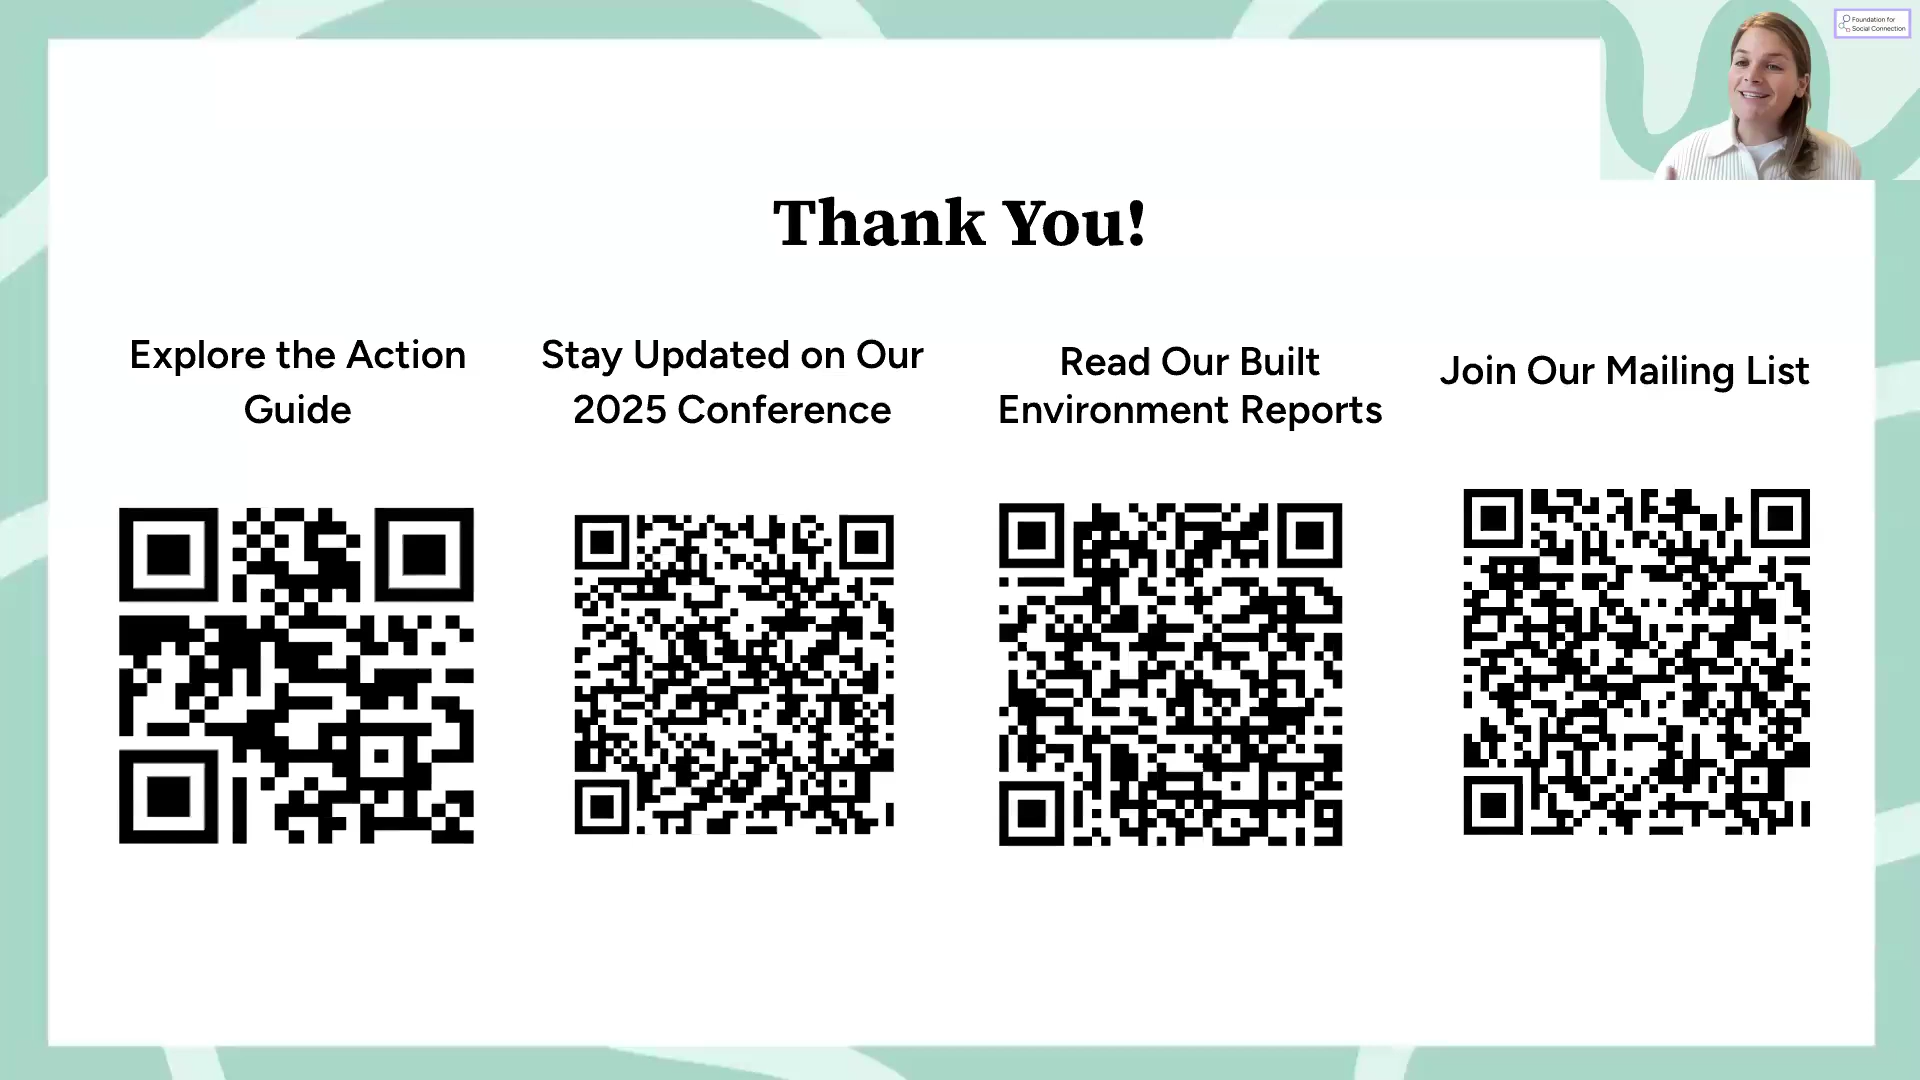 Foundation for
Social Connection
Thank You!
Explore the Action
Guide
Stay Updated on Our
2025 Conference
Read Our Built
Environment Reports
Join Our Mailing List